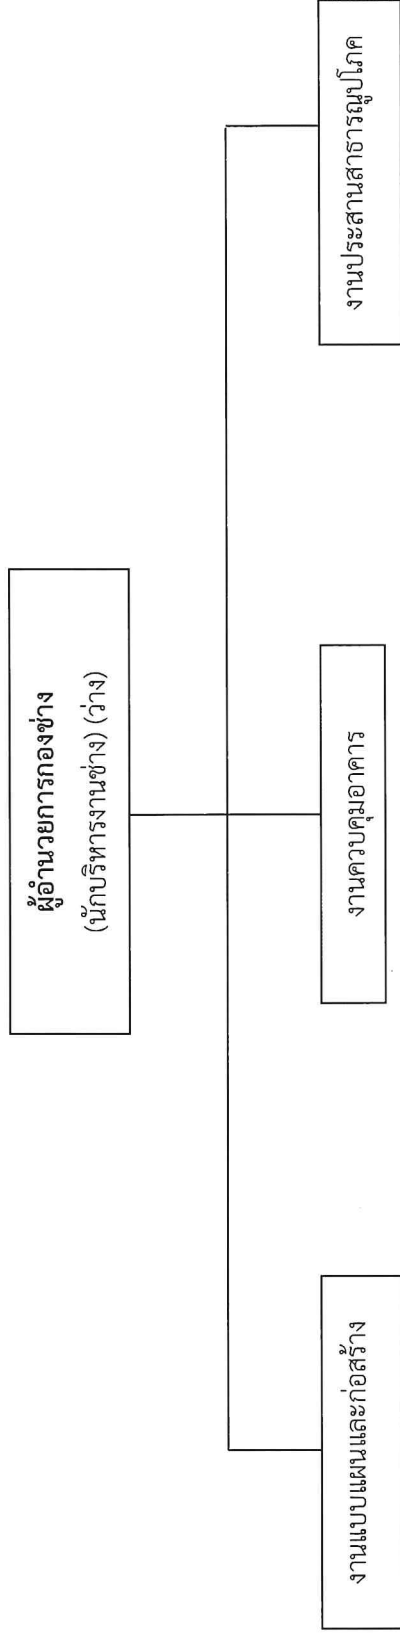 ผู้อำนวยการกองช่าง
(นักบริหารงานช่าง) (ว่าง)
งานแบบแผนและก่อสร้าง
งานควบคุมอาคาร
งานประสานสาธารณูปโภค